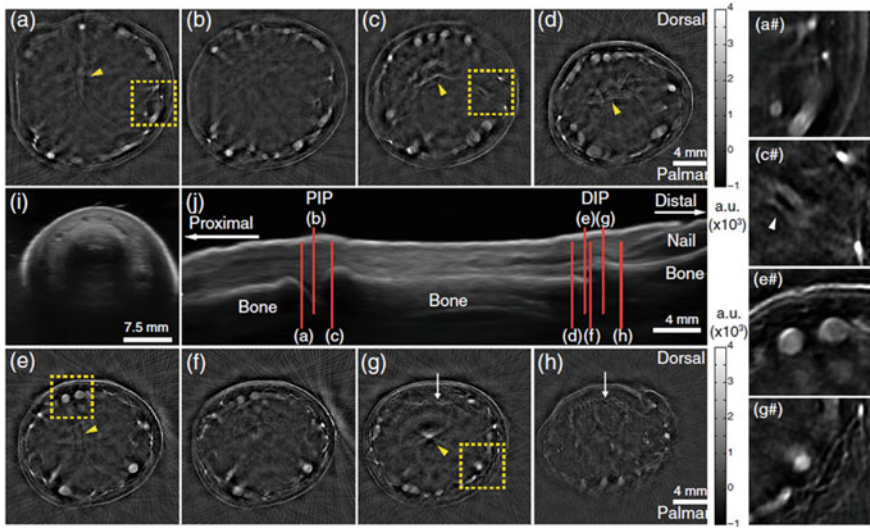 (a)
(b)
(c)
(d)
Dorsal
4 mm
Palmar
4
3
2
1
0
−1
a.u.
(x10³)
(a#)
(c#)
(i)
7.5 mm
(j)
PIP
(b)
DIP
(e)(g)
Proximal
Distal
Nail
Bone
Bone
Bone
(a)
(c)
(d)
(f)
(h)
4 mm
(e)
(f)
(g)
(h)
Dorsal
4 mm
Palmar
a.u.
(x10³)
4
3
2
1
0
−1
(e#)
(g#)